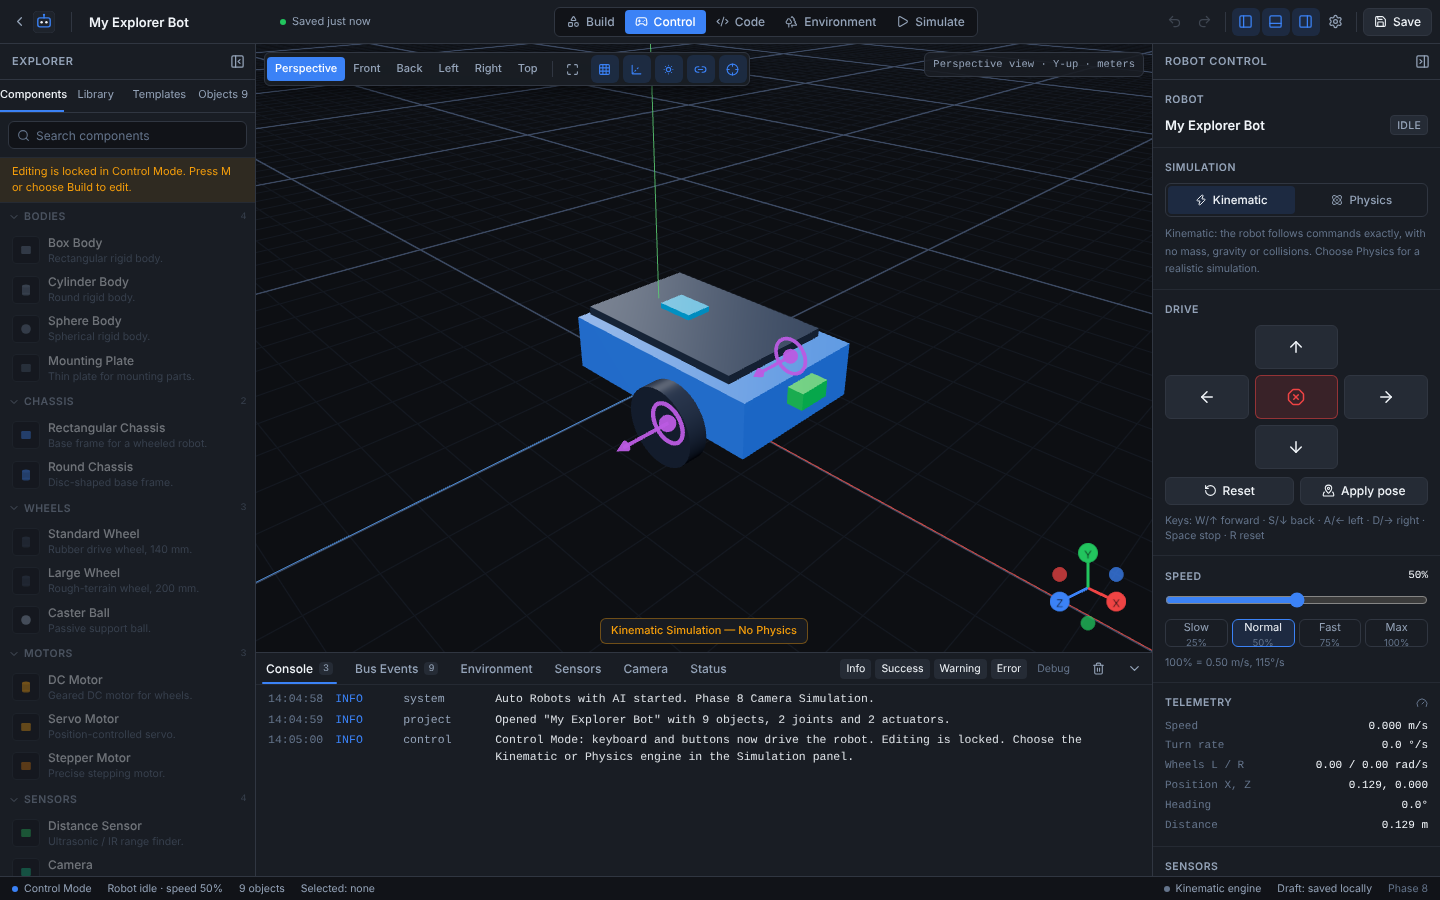 My Explorer Bot
Saved just now
Build
Control
Code
Environment
Simulate
Save
EXPLORER
Components
Library
Templates
Objects 9
Search components
Editing is locked in Control Mode. Press M
or choose Build to edit.
BODIES 4
Box Body
Rectangular rigid body.
Cylinder Body
Round rigid body.
Sphere Body
Spherical rigid body.
Mounting Plate
Thin plate for mounting parts.
CHASSIS 2
Rectangular Chassis
Base frame for a wheeled robot.
Round Chassis
Disc-shaped base frame.
WHEELS 3
Standard Wheel
Rubber drive wheel, 140 mm.
Large Wheel
Rough-terrain wheel, 200 mm.
Caster Ball
Passive support ball.
MOTORS 3
DC Motor
Geared DC motor for wheels.
Servo Motor
Position-controlled servo.
Stepper Motor
Precise stepping motor.
SENSORS 4
Distance Sensor
Ultrasonic / IR range finder.
Camera
Perspective
Front
Back
Left
Right
Top
Perspective view · Y-up · meters
Y
Z
X
Kinematic Simulation — No Physics
Console 3
Bus Events 9
Environment
Sensors
Camera
Status
Info
Success
Warning
Error
Debug
14:04:58 INFO system Auto Robots with AI started. Phase 8 Camera Simulation.
14:04:59 INFO project Opened "My Explorer Bot" with 9 objects, 2 joints and 2 actuators.
14:05:00 INFO control Control Mode: keyboard and buttons now drive the robot. Editing is locked. Choose the
Kinematic or Physics engine in the Simulation panel.
ROBOT CONTROL
ROBOT
My Explorer Bot
IDLE
SIMULATION
Kinematic
Physics
Kinematic: the robot follows commands exactly, with
no mass, gravity or collisions. Choose Physics for a
realistic simulation.
DRIVE
Reset
Apply pose
Keys: W/↑ forward · S/↓ back · A/← left · D/→ right ·
Space stop · R reset
SPEED 50%
Slow
25%
Normal
50%
Fast
75%
Max
100%
100% = 0.50 m/s, 115°/s
TELEMETRY
Speed 0.000 m/s
Turn rate 0.0 °/s
Wheels L / R 0.00 / 0.00 rad/s
Position X, Z 0.129, 0.000
Heading 0.0°
Distance 0.129 m
SENSORS
Control Mode
Robot idle · speed 50%
9 objects
Selected: none
Kinematic engine
Draft: saved locally
Phase 8